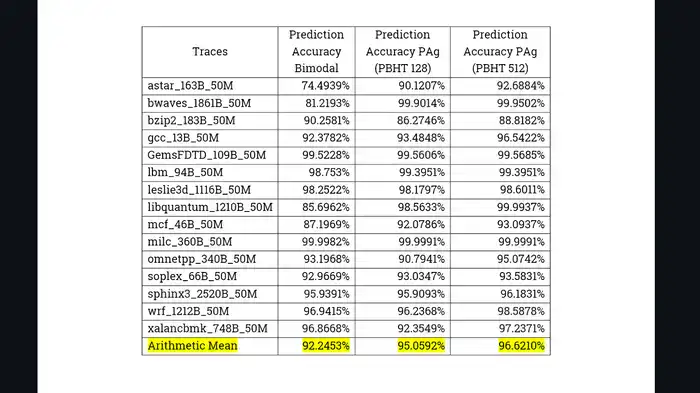 Traces Prediction Accuracy Bimodal Prediction Accuracy PAg (PBHT 128) Prediction Accuracy PAg (PBHT 512)
astar_163B_50M 74.4939% 90.1207% 92.6884%
bwaves_1861B_50M 81.2193% 99.9014% 99.9502%
bzip2_183B_50M 90.2581% 86.2746% 88.8182%
gcc_13B_50M 92.3782% 93.4848% 96.5422%
GemsFDTD_109B_50M 99.5228% 99.5606% 99.5685%
lbm_94B_50M 98.753% 99.3951% 99.3951%
leslie3d_1116B_50M 98.2522% 98.1797% 98.6011%
libquantum_1210B_50M 85.6962% 98.5633% 99.9937%
mcf_46B_50M 87.1969% 92.0786% 93.0937%
milc_360B_50M 99.9982% 99.9991% 99.9991%
omnetpp_340B_50M 93.1968% 90.7941% 95.0742%
soplex_66B_50M 92.9669% 93.0347% 93.5831%
sphinx3_2520B_50M 95.9391% 95.9093% 96.1831%
wrf_1212B_50M 96.9415% 96.2368% 98.5878%
xalancbmk_748B_50M 96.8668% 92.3549% 97.2371%
Arithmetic Mean 92.2453% 95.0592% 96.6210%